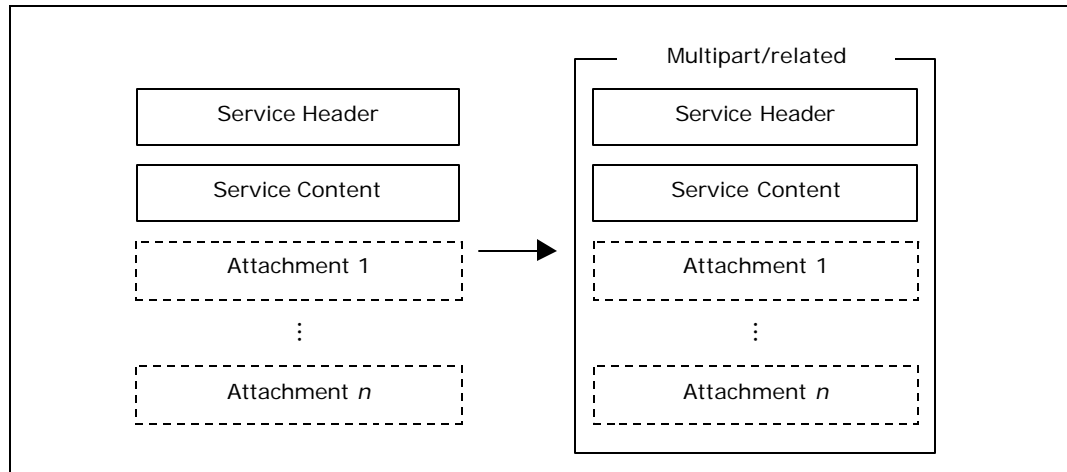 Multipart/related
Service Header
Service Content
Attachment 1
⋮
Attachment n
Service Header
Service Content
Attachment 1
⋮
Attachment n